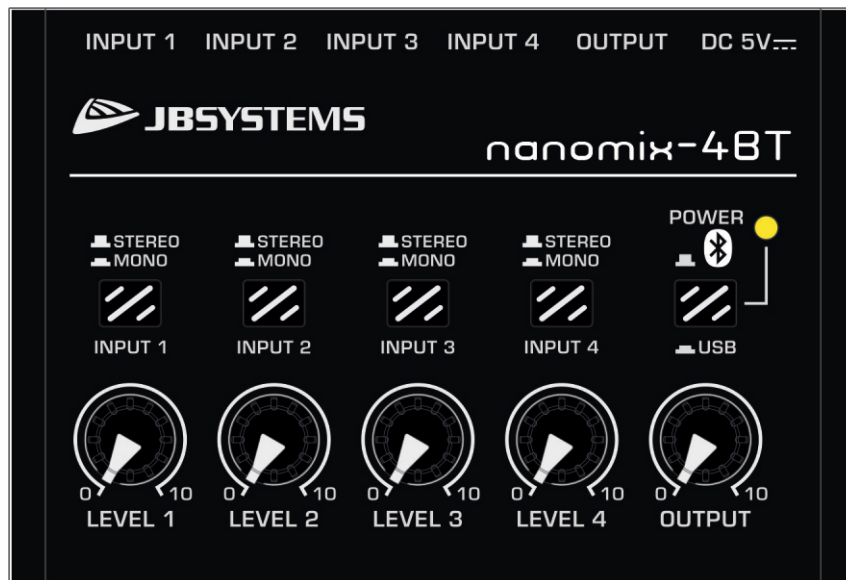 INPUT 1 INPUT 2 INPUT 3 INPUT 4 OUTPUT DC 5V⎓
JBSYSTEMS
nanomix-4BT
POWER
STEREO STEREO STEREO STEREO
MONO MONO MONO MONO
INPUT 1 INPUT 2 INPUT 3 INPUT 4 USB
0 10 0 10 0 10 0 10 0 10
LEVEL 1 LEVEL 2 LEVEL 3 LEVEL 4 OUTPUT